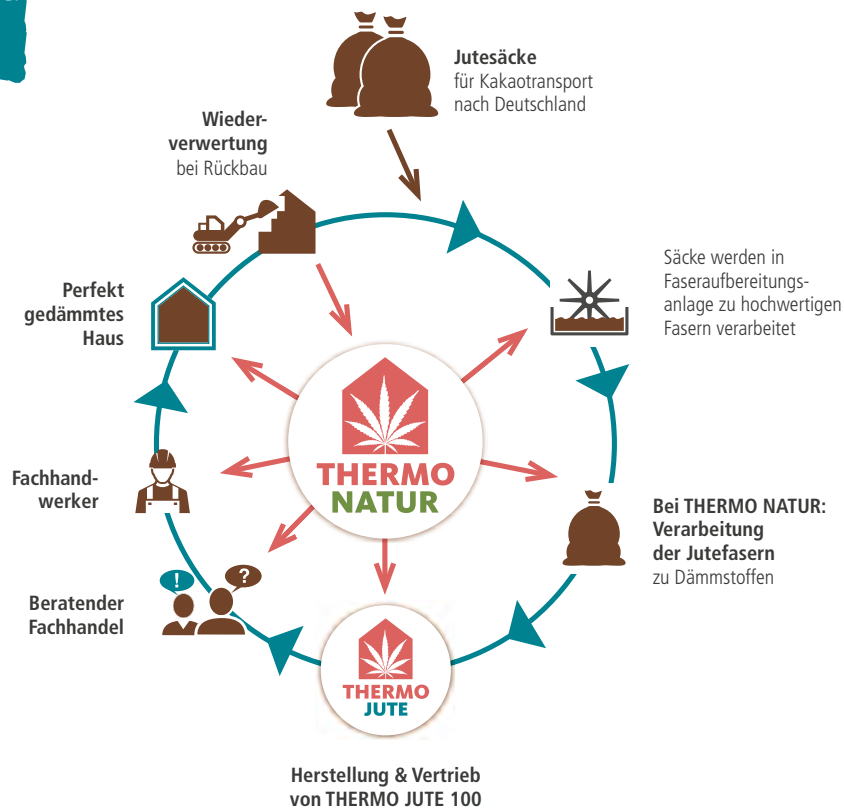 Jutesäcke
für Kakaotransport
nach Deutschland
Wieder-
verwertung
bei Rückbau
Säcke werden in
Faseraufbereitungs-
anlage zu hochwertigen
Fasern verarbeitet
Perfekt
gedämmtes
Haus
THERMO
NATUR
Fachhand-
werker
Bei THERMO NATUR:
Verarbeitung
der Jutefasern
zu Dämmstoffen
! ?
Beratender
Fachhandel
THERMO
JUTE
Herstellung & Vertrieb
von THERMO JUTE 100